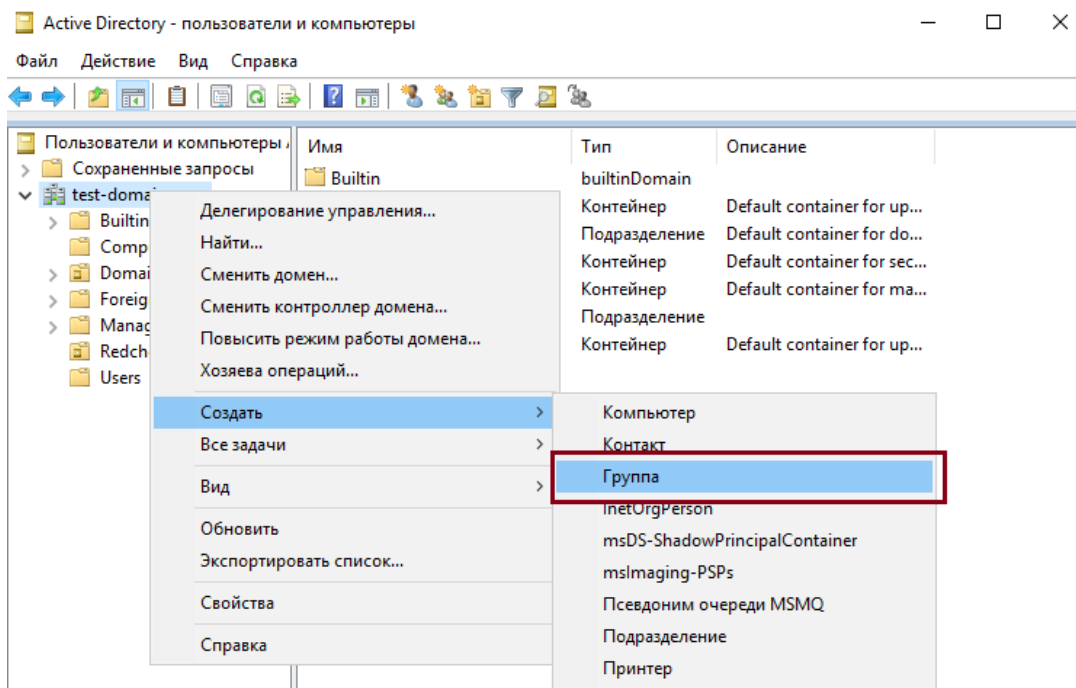 Active Directory - пользователи и компьютеры
Файл Действие Вид Справка
Пользователи и компьютеры
Сохраненные запросы
test-doma
Builtin
Comp
Domai
Foreig
Manag
Redch
Users
Имя Тип Описание
Builtin builtinDomain
Контейнер Default container for up...
Подразделение Default container for do...
Контейнер Default container for sec...
Контейнер Default container for ma...
Подразделение
Контейнер Default container for up...
Делегирование управления...
Найти...
Сменить домен...
Сменить контроллер домена...
Повысить режим работы домена...
Хозяева операций...
Создать
Все задачи
Вид
Обновить
Экспортировать список...
Свойства
Справка
Компьютер
Контакт
Группа
InetOrgPerson
msDS-ShadowPrincipalContainer
msImaging-PSPs
Псевдоним очереди MSMQ
Подразделение
Принтер